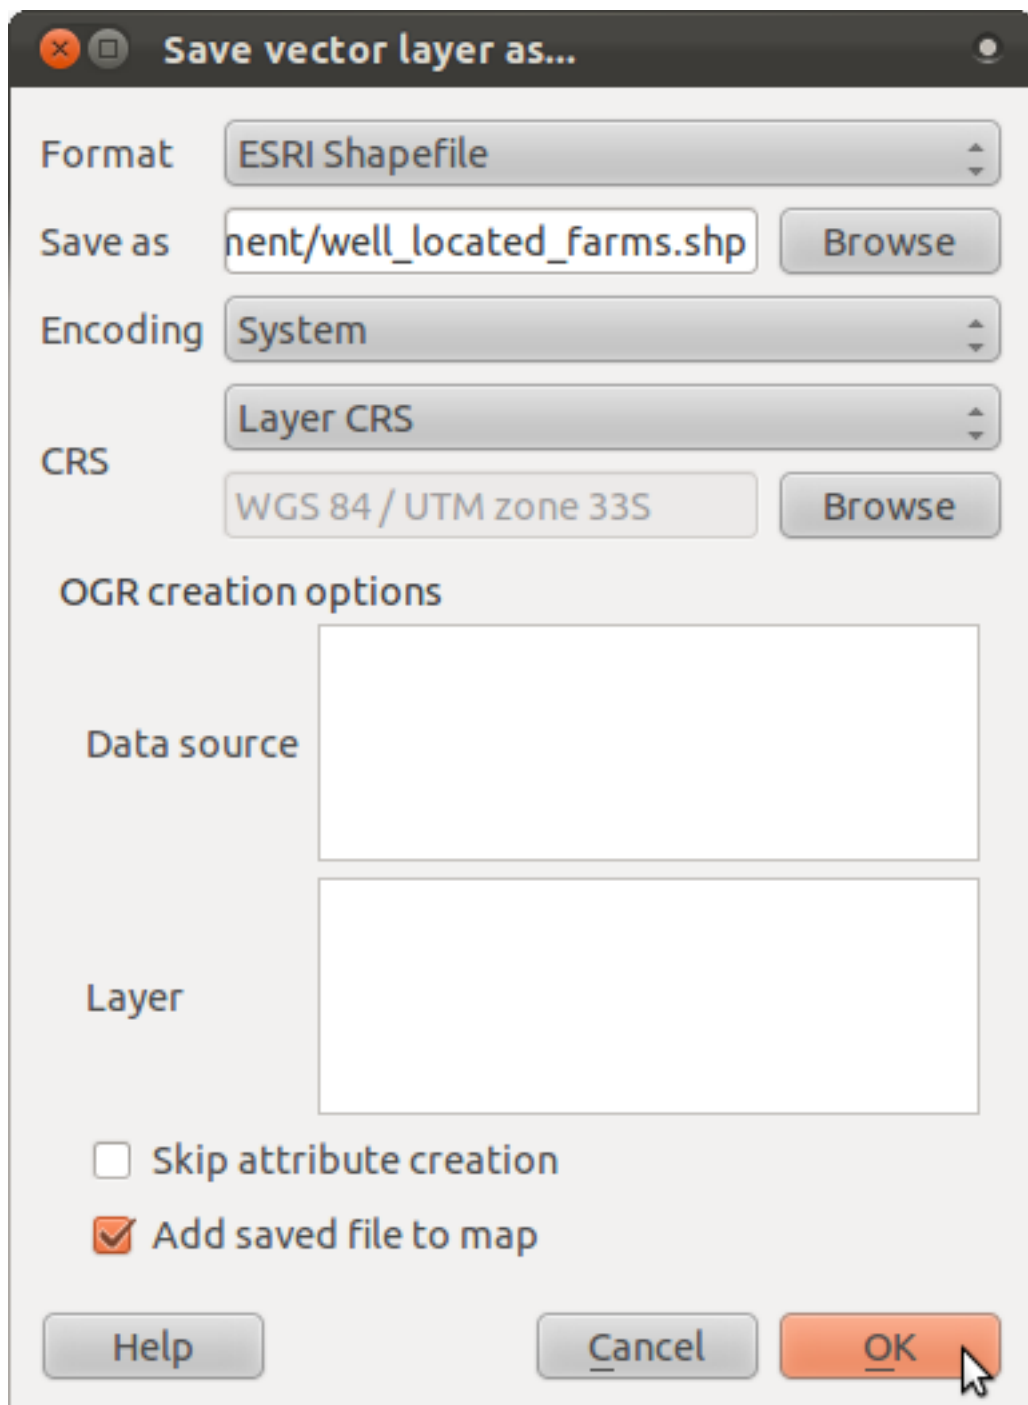 Save vector layer as...
Format ESRI Shapefile
Save as nent/well_located_farms.shp Browse
Encoding System
Layer CRS
CRS
WGS 84 / UTM zone 33S Browse
OGR creation options
Data source
Layer
Skip attribute creation
Add saved file to map
Help Cancel OK